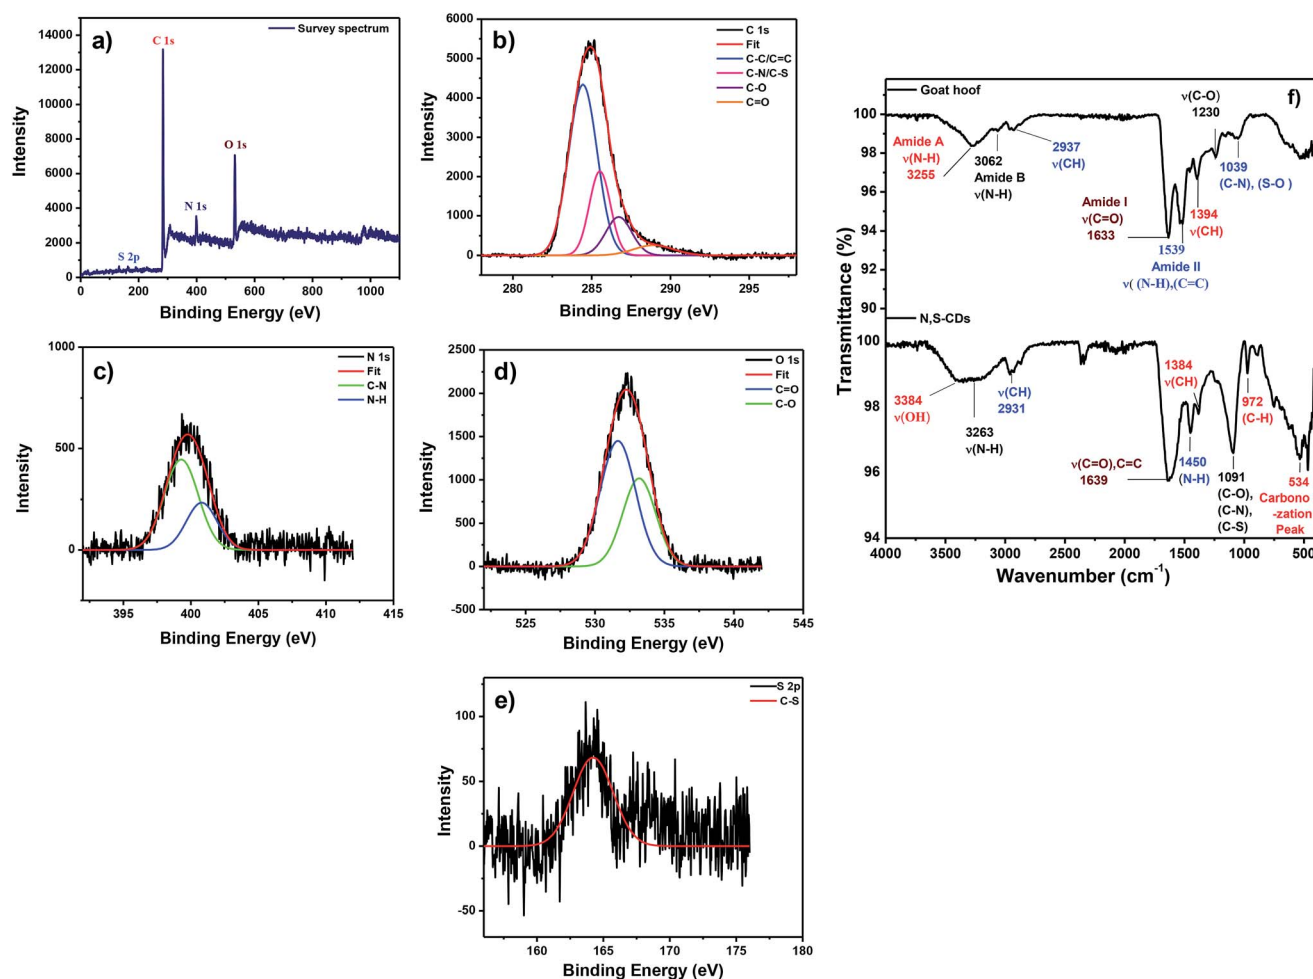 a)
Survey spectrum
C 1s
O 1s
N 1s
S 2p
Intensity
14000
12000
10000
8000
6000
4000
2000
0
0 200 400 600 800 1000
Binding Energy (eV)
b)
C 1s
Fit
C-C/C=C
C-N/C-S
C-O
C=O
Intensity
6000
5000
4000
3000
2000
1000
0
280 285 290 295
Binding Energy (eV)
c)
N 1s
Fit
C-N
N-H
Intensity
1000
500
0
395 400 405 410 415
Binding Energy (eV)
d)
O 1s
Fit
C=O
C-O
Intensity
2500
2000
1500
1000
500
0
-500
525 530 535 540 545
Binding Energy (eV)
e)
S 2p
C-S
Intensity
100
50
0
-50
160 165 170 175 180
Binding Energy (eV)
f)
Goat hoof
Transmittance (%)
100
98
96
94
92
90
Amide A
ν(N-H)
3255
3062
Amide B
ν(N-H)
2937
ν(CH)
Amide I
ν(C=O)
1633
1539
Amide II
ν( (N-H),(C=C)
1394
ν(CH)
ν(C-O)
1230
1039
(C-N), (S-O )
N,S-CDs
100
98
96
94
3384
ν(OH)
3263
ν(N-H)
ν(CH)
2931
ν(C=O),C=C
1639
1450
(N-H)
1384
ν(CH)
1091
(C-O),
(C-N),
(C-S)
972
(C-H)
534
Carbono
-zation
Peak
4000 3500 3000 2500 2000 1500 1000 500
Wavenumber (cm-1)